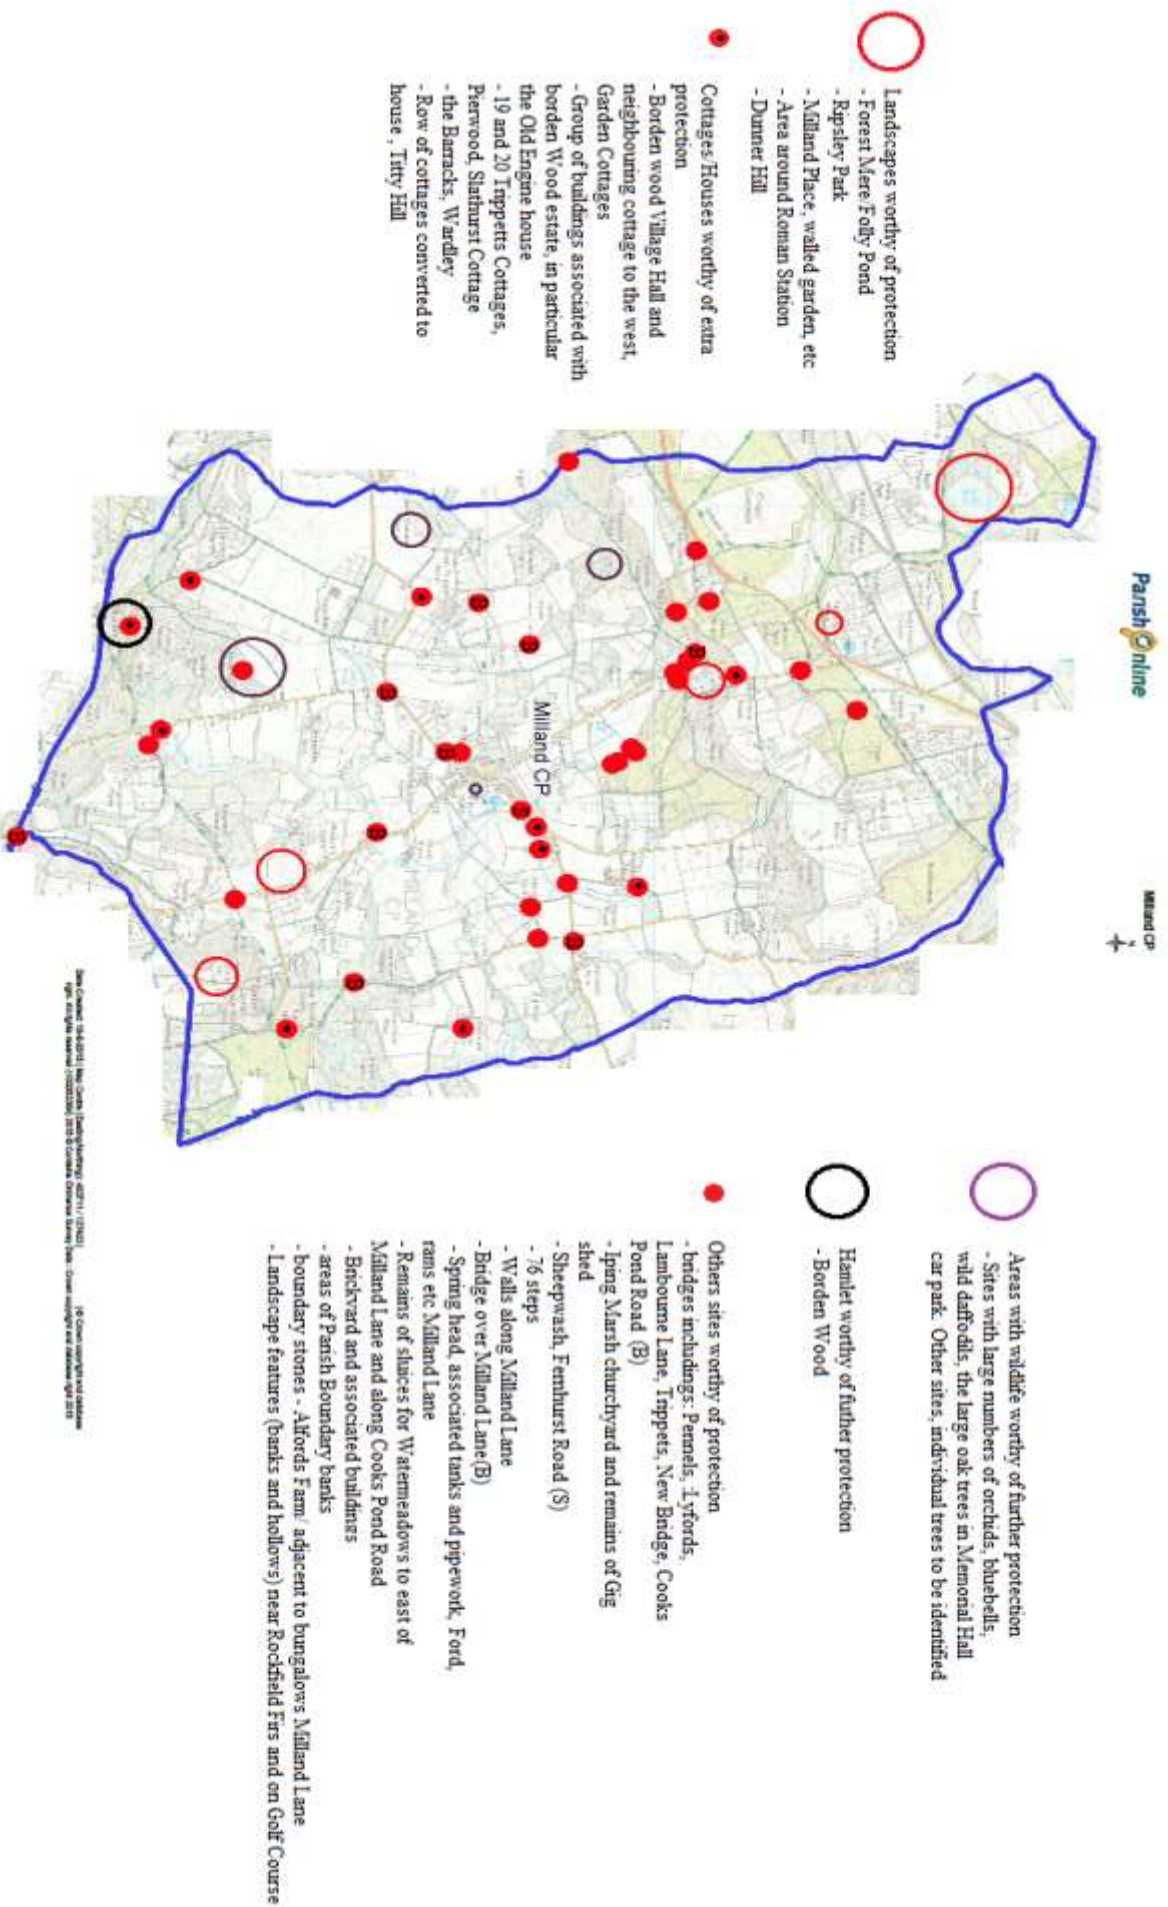 Parish Online
Milland CP
N
Landscapes worthy of protection
- Forest Mere/Folly Pond
- Ripsley Park
- Milland Place, walled garden, etc
- Area around Roman Station
- Dunner Hill
Cottages/Houses worthy of extra
protection
- Borden wood Village Hall and
neighbouring cottage to the west,
Garden Cottages
- Group of buildings associated with
borden Wood estate, in particular
the Old Engine house
- 19 and 20 Trippetts Cottages,
Pierwood, Slathurst Cottage
- the Barracks, Wardley
- Row of cottages converted to
house , Titty Hill
Milland CP
Areas with wildlife worthy of further protection
- Sites with large numbers of orchids, bluebells,
wild daffodils, the large oak trees in Memorial Hall
car park. Other sites, individual trees to be identified
Hamlet worthy of futher protection
- Borden Wood
Others sites worthy of protection
- bridges includings: Pennels, :Lyfords,
Lambourne Lane, Trippets, New Bridge, Cooks
Pond Road (B)
- Iping Marsh churchyard and remains of Gig
shed
- Sheepwash, Fernhurst Road (S)
- 76 steps
- Walls along Milland Lane
- Bridge over Milland Lane(B)
- Spring head, associated tanks and pipework, Ford,
rams etc Milland Lane
- Remains of sluices for Watermeadows to east of
Milland Lane and along Cooks Pond Road
- Brickyard and associated buildings
- areas of Parish Boundary banks
- boundary stones - Alfords Farm/ adjacent to bungalows Milland Lane
- Landscape features (banks and hollows) near Rockfield Firs and on Golf Course